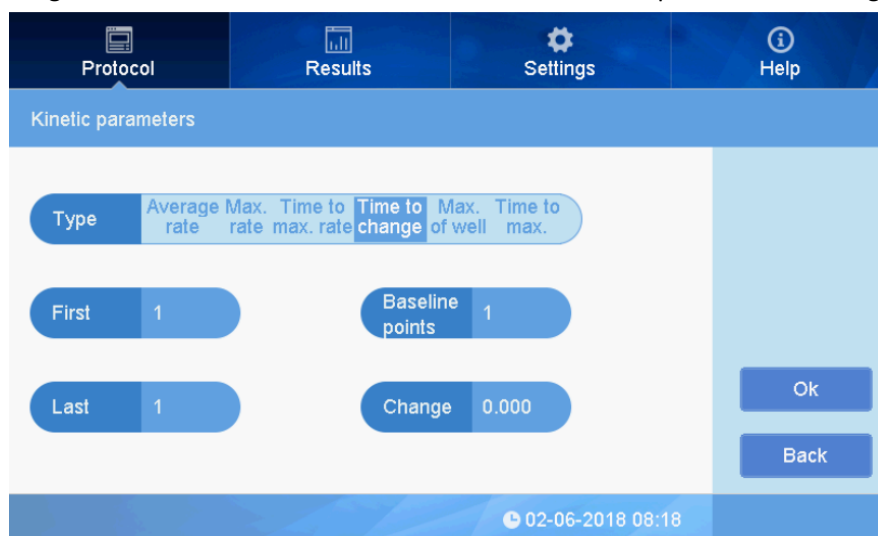 Protocol
Results
Settings
Help
Kinetic parameters
Type
Average Max. Time to Time to Max. Time to
rate rate max. rate change of well max.
First 1
Baseline
points
1
Last 1
Change 0.000
Ok
Back
02-06-2018 08:18